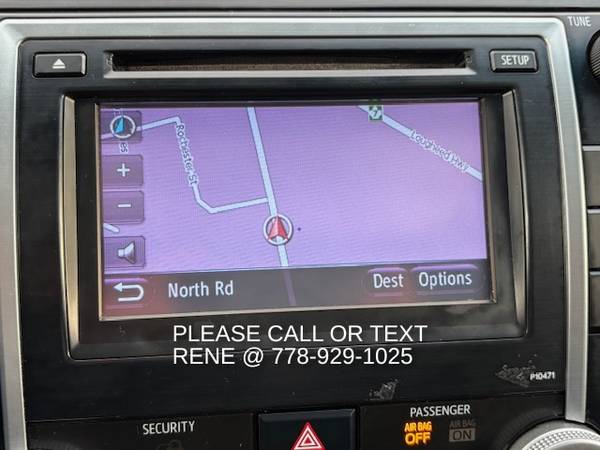 TUNE
SETUP
7
Rochester St
Lougheed Hwy
+
−
North Rd
Dest
Options
PLEASE CALL OR TEXT
RENE @ 778-929-1025
P10471
SECURITY
PASSENGER
AIR BAG
OFF
AIR BAG
ON